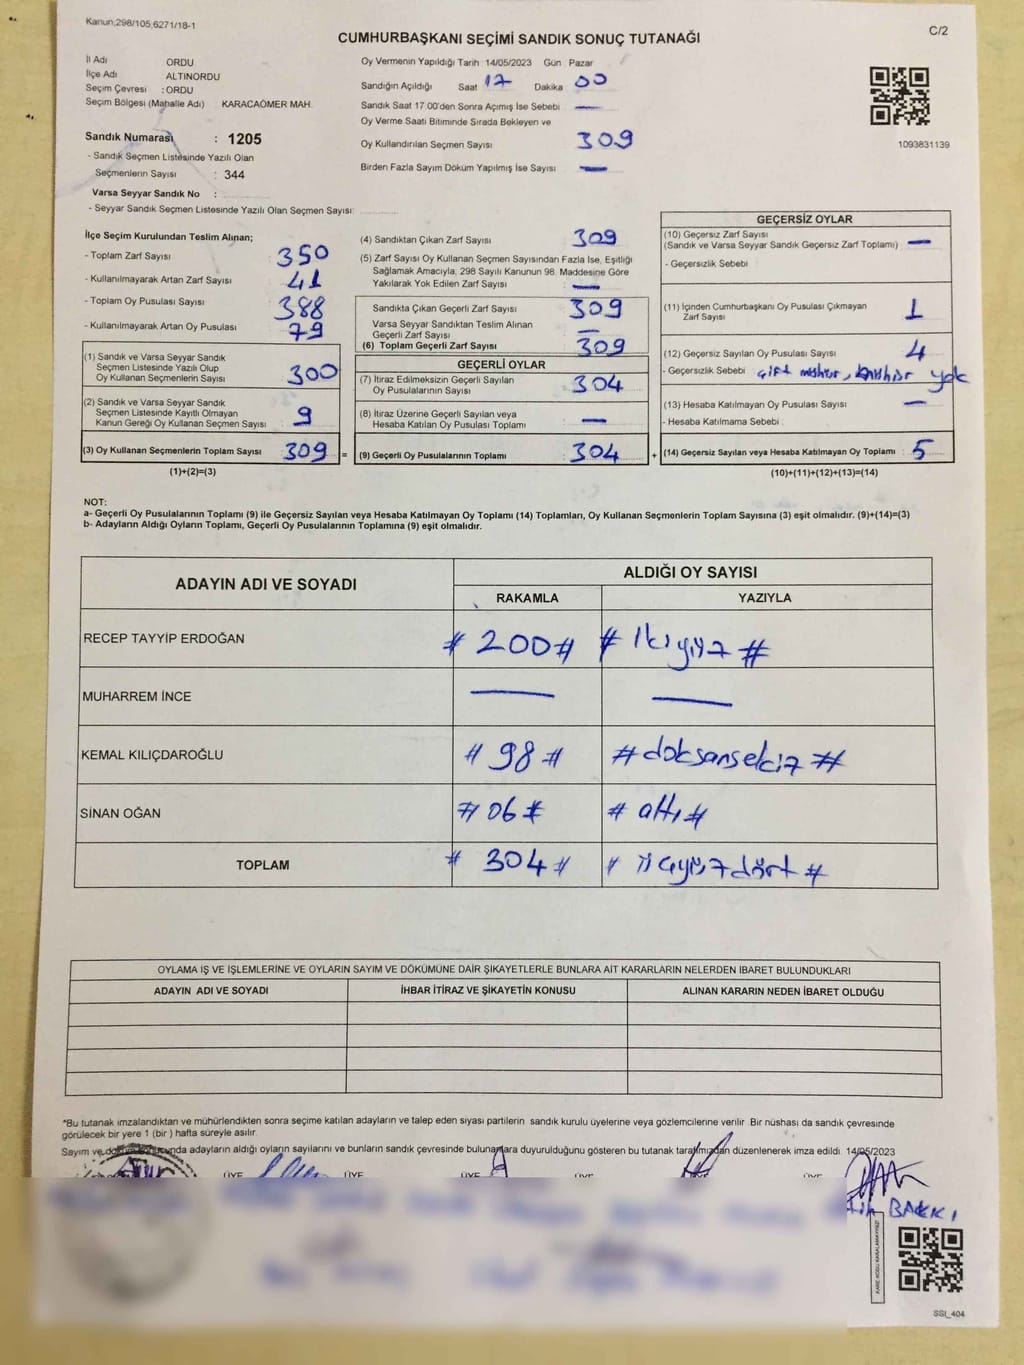 Kanun.298/105,6271/18-1
C/2
CUMHURBAŞKANI SEÇİMİ SANDIK SONUÇ TUTANAĞI
İl Adı ORDU
İlçe Adı ALTINORDU
Seçim Çevresi : ORDU
Seçim Bölgesi (Mahalle Adı) KARACAÖMER MAH.
Sandık Numarası : 1205
- Sandık Seçmen Listesinde Yazılı Olan
Seçmenlerin Sayısı : 344
Varsa Seyyar Sandık No :
- Seyyar Sandık Seçmen Listesinde Yazılı Olan Seçmen Sayısı:
Oy Vermenin Yapıldığı Tarih 14/05/2023 Gün Pazar
Sandığın Açıldığı Saat 17 Dakika 00
Sandık Saat 17.00'den Sonra Açımış İse Sebebi —
Oy Verme Saati Bitiminde Sırada Bekleyen ve
Oy Kullandırılan Seçmen Sayısı 309
Birden Fazla Sayım Döküm Yapılmış İse Sayısı —
1093831139
İlçe Seçim Kurulundan Teslim Alınan;
- Toplam Zarf Sayısı 350
- Kullanılmayarak Artan Zarf Sayısı 41
- Toplam Oy Pusulası Sayısı 388
- Kullanılmayarak Artan Oy Pusulası 79
(1) Sandık ve Varsa Seyyar Sandık
Seçmen Listesinde Yazılı Olup
Oy Kullanan Seçmenlerin Sayısı 300
(2) Sandık ve Varsa Seyyar Sandık
Seçmen Listesinde Kayıtlı Olmayan
Kanun Gereği Oy Kullanan Seçmen Sayısı 9
(3) Oy Kullanan Seçmenlerin Toplam Sayısı 309 =
(1)+(2)=(3)
(4) Sandıktan Çıkan Zarf Sayısı 309
(5) Zarf Sayısı Oy Kullanan Seçmen Sayısından Fazla İse, Eşitliği
Sağlamak Amacıyla, 298 Sayılı Kanunun 98. Maddesine Göre
Yakılarak Yok Edilen Zarf Sayısı —
Sandıkta Çıkan Geçerli Zarf Sayısı 309
Varsa Seyyar Sandıktan Teslim Alınan
Geçerli Zarf Sayısı —
(6) Toplam Geçerli Zarf Sayısı 309
GEÇERLİ OYLAR
(7) İtiraz Edilmeksizin Geçerli Sayılan
Oy Pusulasının Sayısı 304
(8) İtiraz Üzerine Geçerli Sayılan veya
Hesaba Katılan Oy Pusulası Toplamı —
(9) Geçerli Oy Pusulalarının Toplamı 304 +
GEÇERSİZ OYLAR
(10) Geçersiz Zarf Sayısı
(Sandık ve Varsa Seyyar Sandık Geçersiz Zarf Toplamı) —
- Geçersizlik Sebebi
(11) İçinden Cumhurbaşkanı Oy Pusulası Çıkmayan
Zarf Sayısı 1
(12) Geçersiz Sayılan Oy Pusulası Sayısı 4
- Geçersizlik Sebebi çift mühür, mühür yok
(13) Hesaba Katılmayan Oy Pusulası Sayısı —
- Hesaba Katılmama Sebebi :
(14) Geçersiz Sayılan veya Hesaba Katılmayan Oy Toplamı : 5
(10)+(11)+(12)+(13)=(14)
NOT:
a- Geçerli Oy Pusulalarının Toplamı (9) ile Geçersiz Sayılan veya Hesaba Katılmayan Oy Toplamı (14) Toplamları, Oy Kullanan Seçmenlerin Toplam Sayısına (3) eşit olmalıdır. (9)+(14)=(3)
b- Adayların Aldığı Oyların Toplamı, Geçerli Oy Pusulalarının Toplamına (9) eşit olmalıdır.
ADAYIN ADI VE SOYADI
ALDIĞI OY SAYISI
RAKAMLA YAZIYLA
RECEP TAYYİP ERDOĞAN # 200 # # ikiyüz #
MUHARREM İNCE — —
KEMAL KILIÇDAROĞLU # 98 # # doksansekiz #
SİNAN OĞAN # 06 # # altı #
TOPLAM # 304 # # üçyüzdört #
OYLAMA İŞ VE İŞLEMLERİNE VE OYLARIN SAYIM VE DÖKÜMÜNE DAİR ŞİKAYETLERLE BUNLARA AİT KARARLARIN NELERDEN İBARET BULUNDUKLARI
ADAYIN ADI VE SOYADI İHBAR İTİRAZ VE ŞİKAYETİN KONUSU ALINAN KARARIN NEDEN İBARET OLDUĞU
*Bu tutanak imzalandıktan ve mühürlendikten sonra seçime katılan adayların ve talep eden siyasi partilerin sandık kurulu üyelerine veya gözlemcilerine verilir. Bir nüshası da sandık çevresinde
görülecek bir yere 1 (bir ) hafta süreyle asılır.
Sayım ve döküm sonucunda adayların aldığı oyların sayılarını ve bunların sandık çevresinde bulunanlara duyurulduğunu gösteren bu tutanak tarafımızdan düzenlenerek imza edildi. 14/05/2023
ÜYE ÜYE ÜYE ÜYE ÜYE
BAKKI
SSI_404